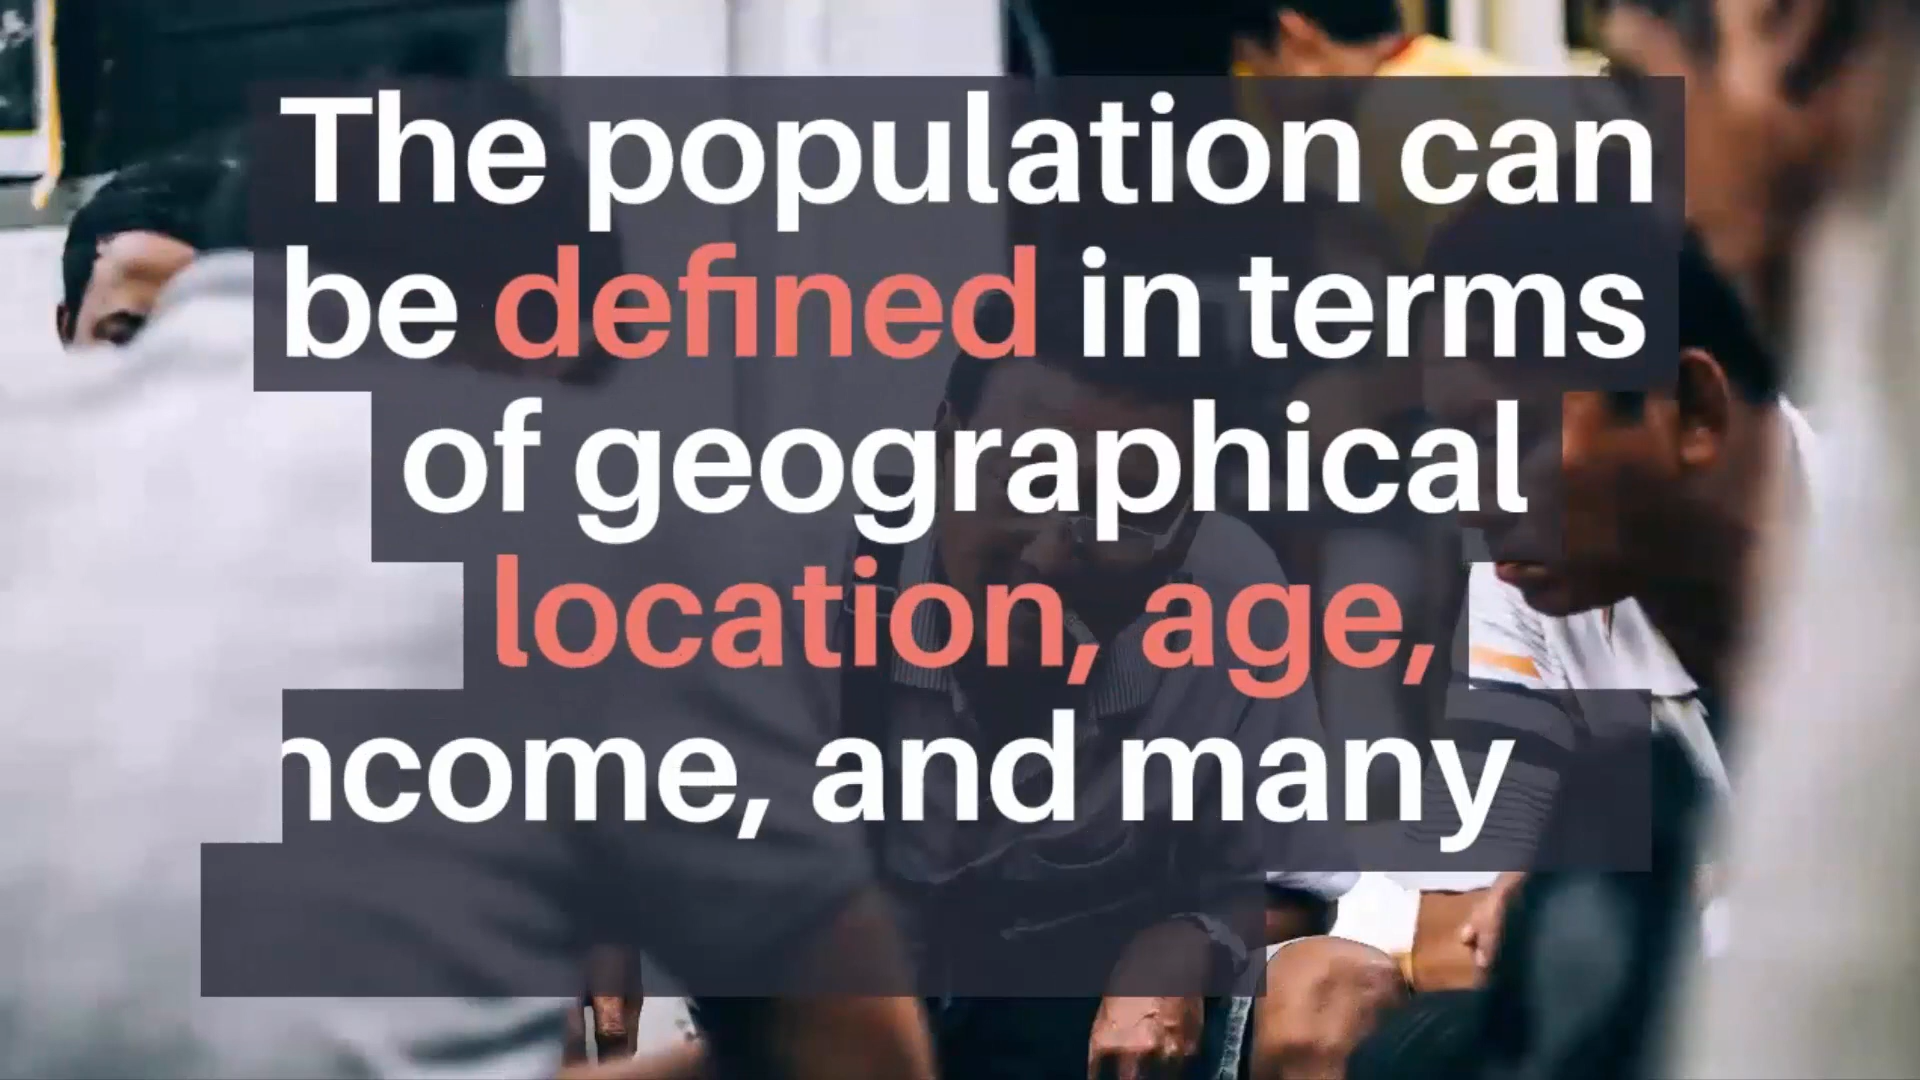 The population can
be defined in terms
of geographical
location, age,
ncome, and many